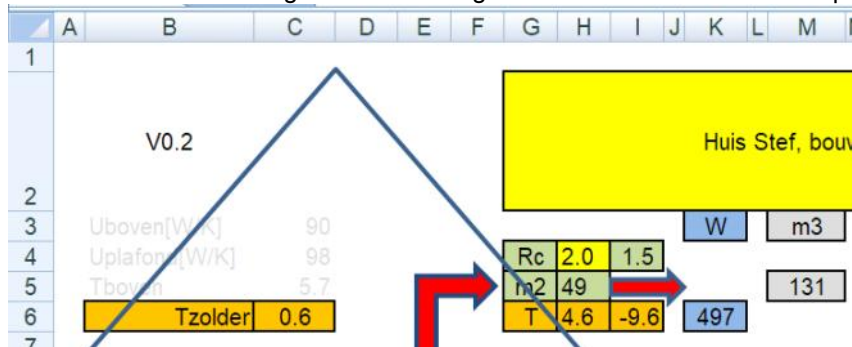 A B C D E F G H I J K L M
1
V0.2
Huis Stef, bouw
2
3 Uboven[W/K] 90 W m3
4 Uplafond[W/K] 98 Rc 2.0 1.5
5 Tboven 5.7 m2 49 131
6 Tzolder 0.6 T 4.6 -9.6 497
7